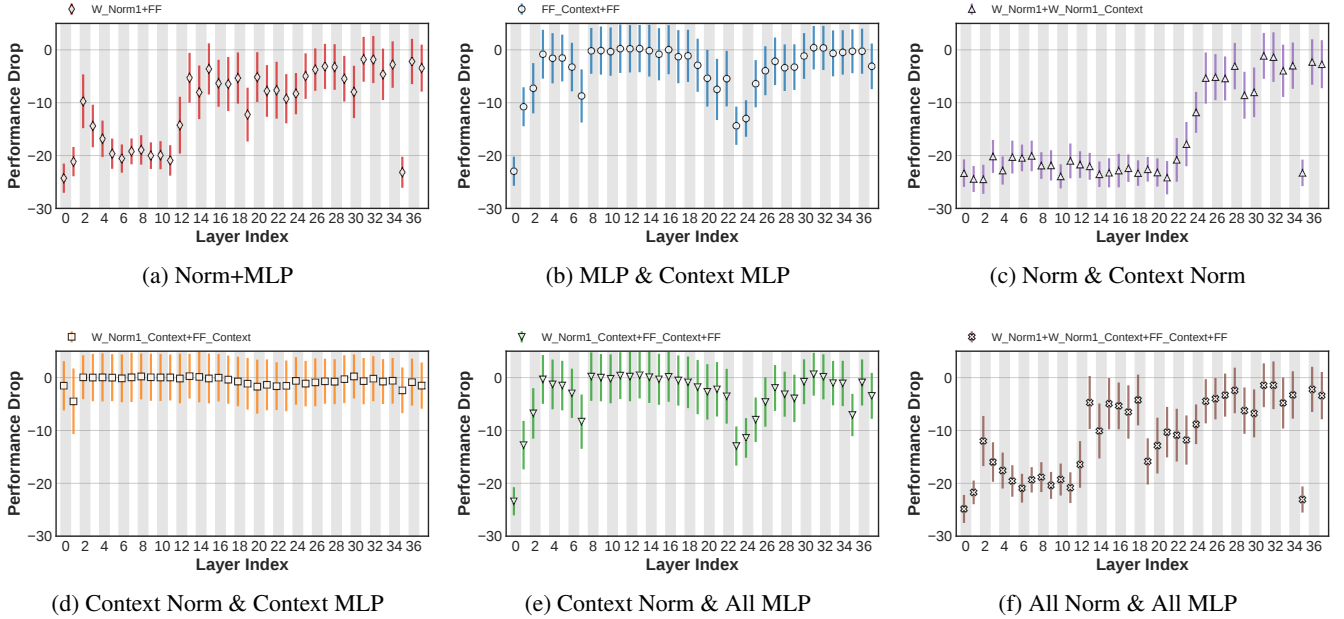 W_Norm1+FF
Performance Drop
0
−10
−20
−30
0 2 4 6 8 10 12 14 16 18 20 22 24 26 28 30 32 34 36
Layer Index
(a) Norm+MLP
FF_Context+FF
Performance Drop
0
−10
−20
−30
0 2 4 6 8 10 12 14 16 18 20 22 24 26 28 30 32 34 36
Layer Index
(b) MLP & Context MLP
W_Norm1+W_Norm1_Context
Performance Drop
0
−10
−20
−30
0 2 4 6 8 10 12 14 16 18 20 22 24 26 28 30 32 34 36
Layer Index
(c) Norm & Context Norm
W_Norm1_Context+FF_Context
Performance Drop
0
−10
−20
−30
0 2 4 6 8 10 12 14 16 18 20 22 24 26 28 30 32 34 36
Layer Index
(d) Context Norm & Context MLP
W_Norm1_Context+FF_Context+FF
Performance Drop
0
−10
−20
−30
0 2 4 6 8 10 12 14 16 18 20 22 24 26 28 30 32 34 36
Layer Index
(e) Context Norm & All MLP
W_Norm1+W_Norm1_Context+FF_Context+FF
Performance Drop
0
−10
−20
−30
0 2 4 6 8 10 12 14 16 18 20 22 24 26 28 30 32 34 36
Layer Index
(f) All Norm & All MLP